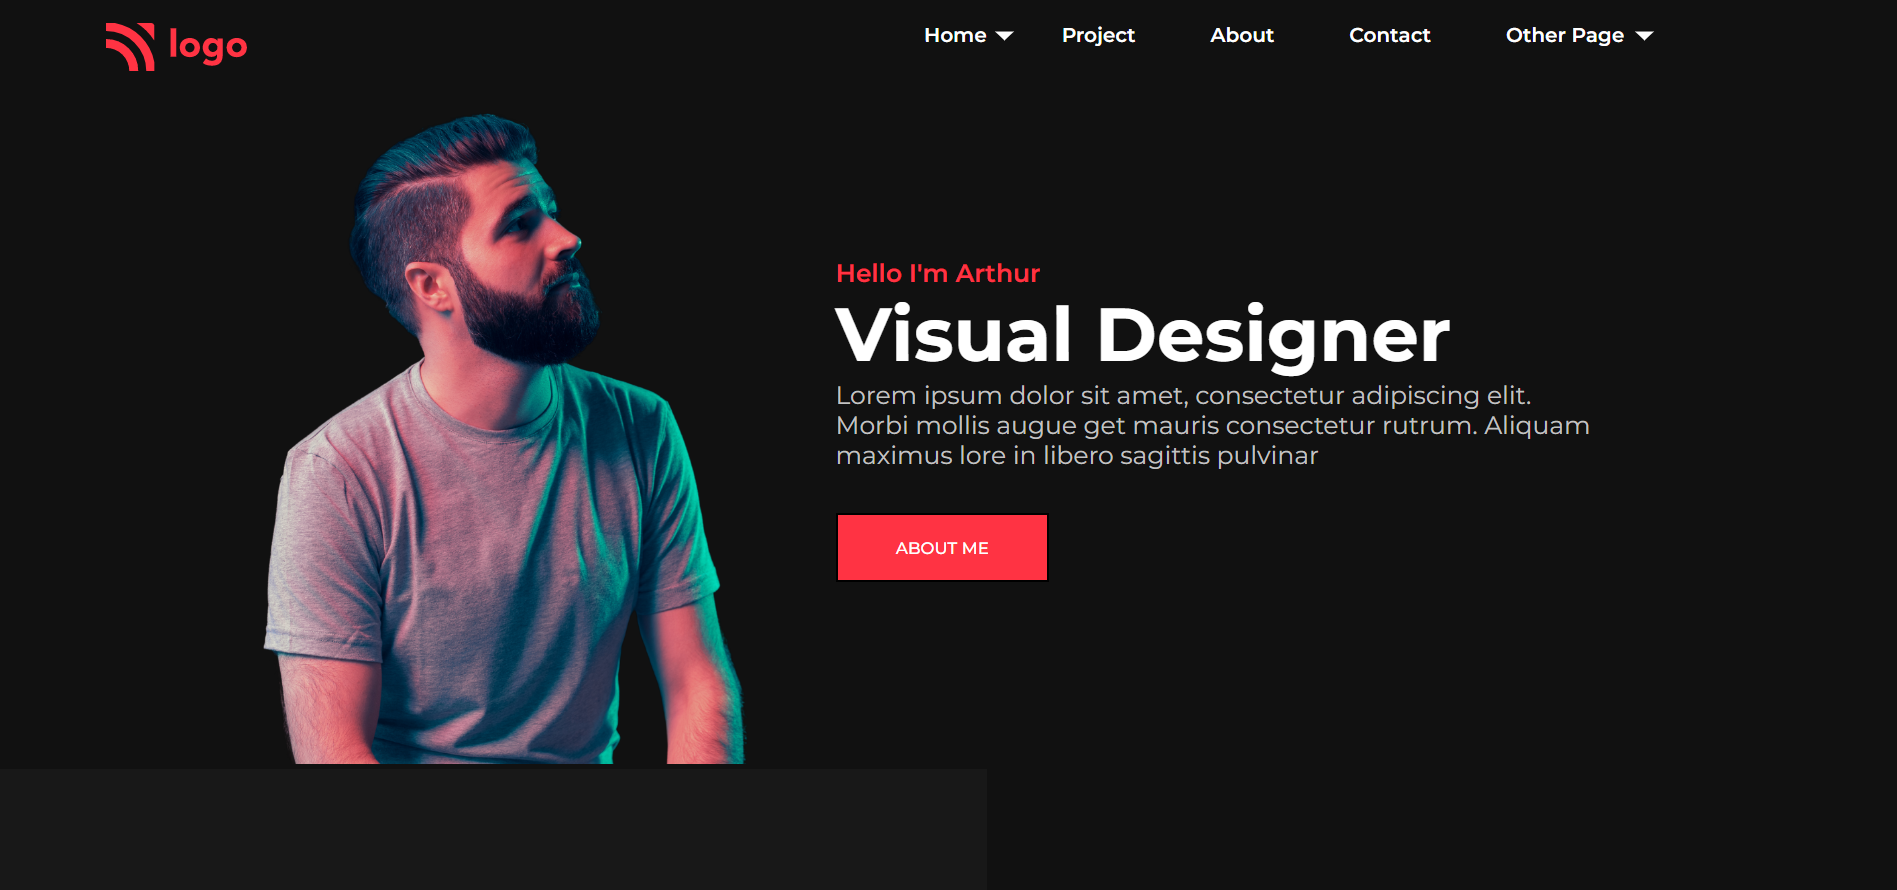 logo
Home
Project
About
Contact
Other Page
Hello I'm Arthur
Visual Designer
Lorem ipsum dolor sit amet, consectetur adipiscing elit.
Morbi mollis augue get mauris consectetur rutrum. Aliquam
maximus lore in libero sagittis pulvinar
ABOUT ME